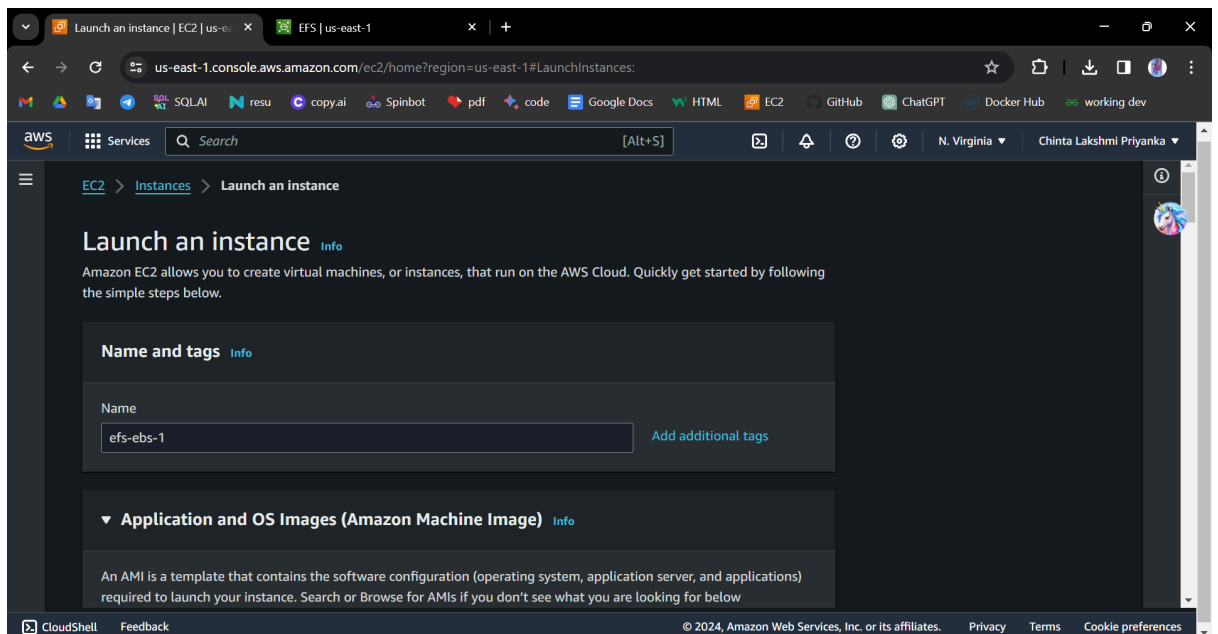 Launch an instance | EC2 | us-ea
EFS | us-east-1
us-east-1.console.aws.amazon.com/ec2/home?region=us-east-1#LaunchInstances:
SQL SQL.AI resu C copy.ai Spinbot pdf code Google Docs HTML EC2 GitHub ChatGPT Docker Hub working dev
aws Services Search [Alt+S] N. Virginia ▼ Chinta Lakshmi Priyanka ▼
EC2 > Instances > Launch an instance
Launch an instance Info
Amazon EC2 allows you to create virtual machines, or instances, that run on the AWS Cloud. Quickly get started by following
the simple steps below.
Name and tags Info
Name
efs-ebs-1 Add additional tags
▼ Application and OS Images (Amazon Machine Image) Info
An AMI is a template that contains the software configuration (operating system, application server, and applications)
required to launch your instance. Search or Browse for AMIs if you don't see what you are looking for below
CloudShell Feedback © 2024, Amazon Web Services, Inc. or its affiliates. Privacy Terms Cookie preferences